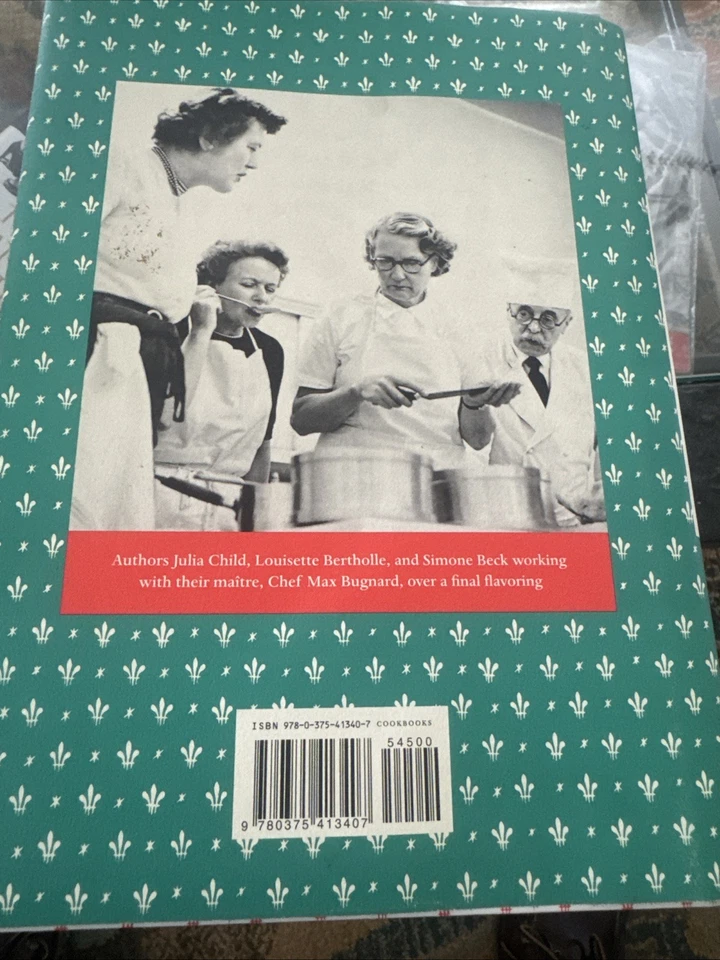 Authors Julia Child, Louisette Bertholle, and Simone Beck working
with their maître, Chef Max Bugnard, over a final flavoring
ISBN 978-0-375-41340-7 COOKBOOKS
54500
9 780375 413407